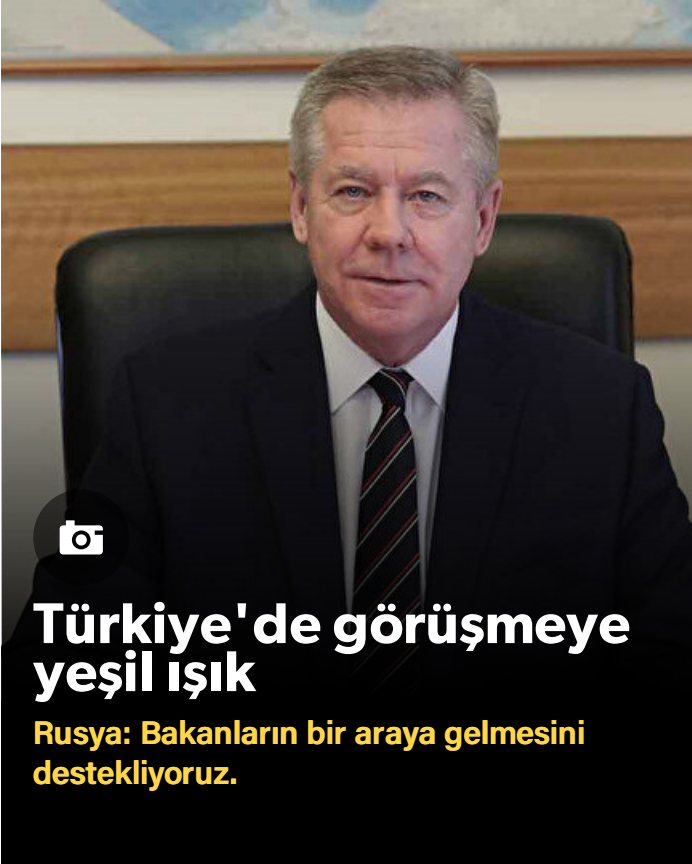 Türkiye'de görüşmeye
yeşil ışık
Rusya: Bakanların bir araya gelmesini
destekliyoruz.